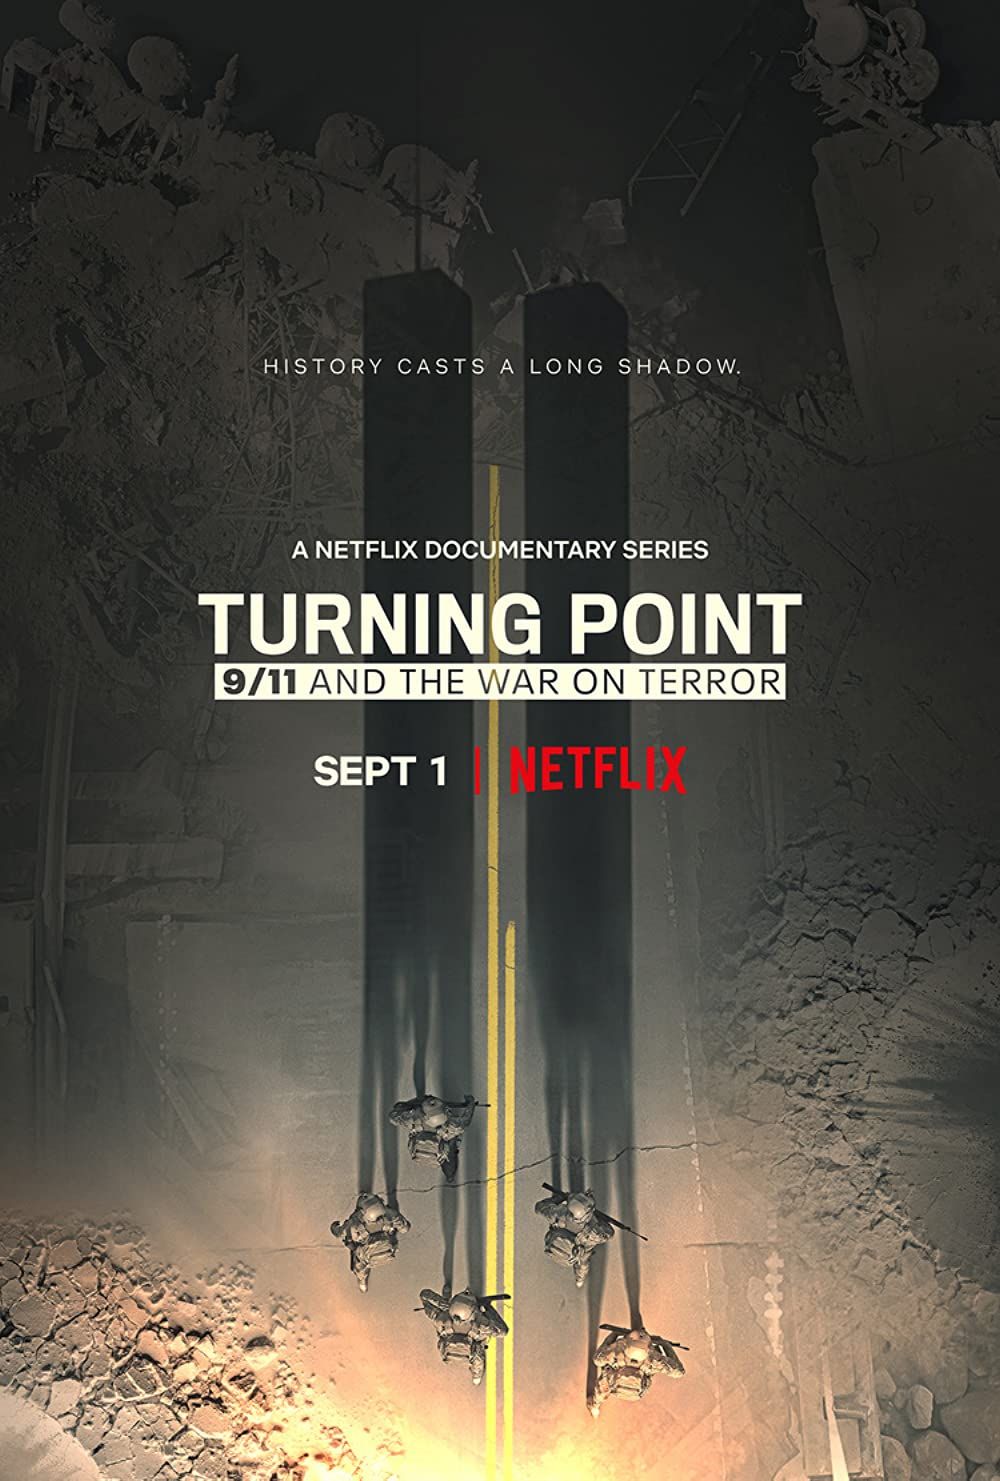 HISTORY CASTS A LONG SHADOW.
A NETFLIX DOCUMENTARY SERIES
TURNING POINT
9/11 AND THE WAR ON TERROR
SEPT 1 | NETFLIX